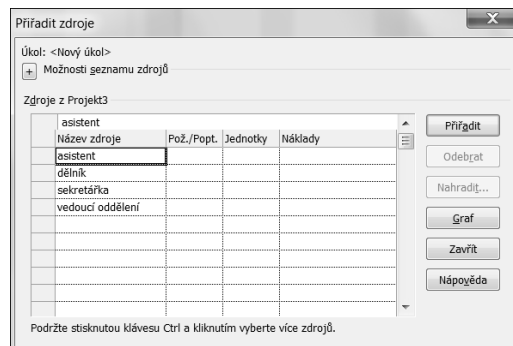 Přiřadit zdroje
X
Úkol: <Nový úkol>
+ Možnosti seznamu zdrojů
Zdroje z Projekt3
asistent
Název zdroje Pož./Popt. Jednotky Náklady
asistent
dělník
sekretářka
vedoucí oddělení
Přiřadit
Odebrat
Nahradit...
Graf
Zavřít
Nápověda
Podržte stisknutou klávesu Ctrl a kliknutím vyberte více zdrojů.